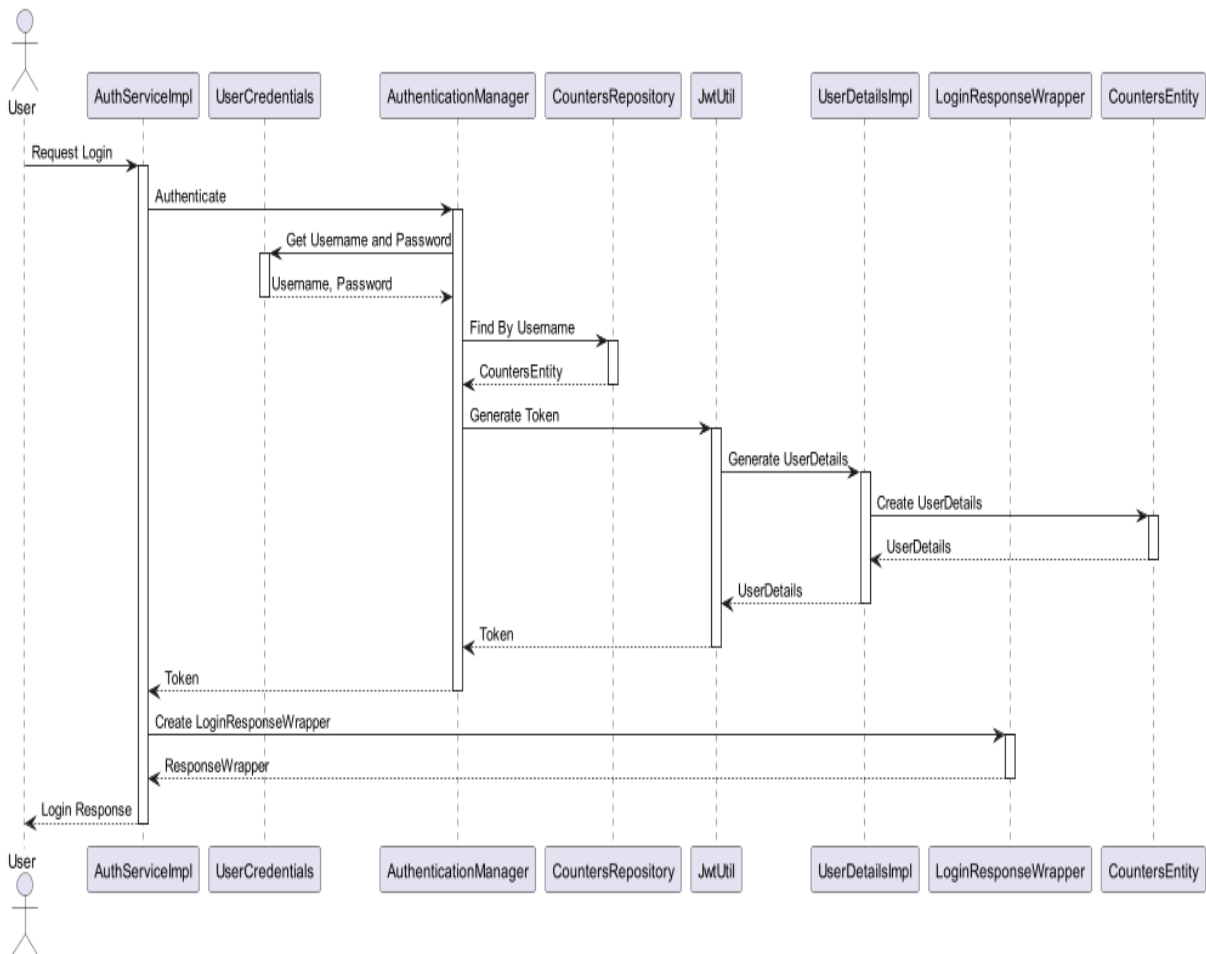 User
AuthServiceImpl
UserCredentials
AuthenticationManager
CountersRepository
JwtUtil
UserDetailsImpl
LoginResponseWrapper
CountersEntity
Request Login
Authenticate
Get Username and Password
Username, Password
Find By Username
CountersEntity
Generate Token
Generate UserDetails
Create UserDetails
UserDetails
UserDetails
Token
Token
Create LoginResponseWrapper
ResponseWrapper
Login Response
User
AuthServiceImpl
UserCredentials
AuthenticationManager
CountersRepository
JwtUtil
UserDetailsImpl
LoginResponseWrapper
CountersEntity